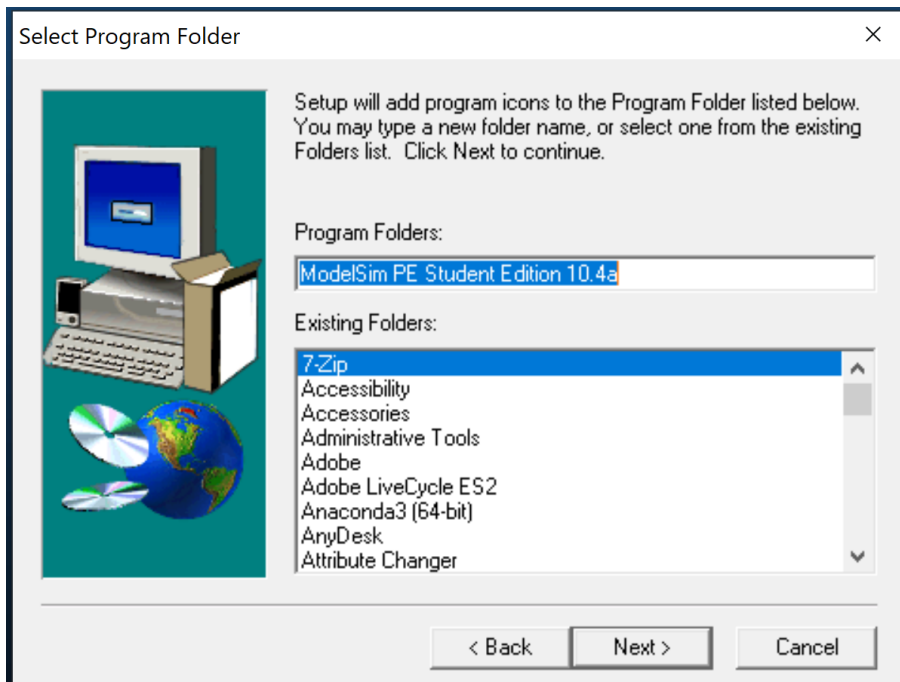 Select Program Folder
Setup will add program icons to the Program Folder listed below.
You may type a new folder name, or select one from the existing
Folders list.  Click Next to continue.
Program Folders:
ModelSim PE Student Edition 10.4a
Existing Folders:
7-Zip
Accessibility
Accessories
Administrative Tools
Adobe
Adobe LiveCycle ES2
Anaconda3 (64-bit)
AnyDesk
Attribute Changer
< Back
Next >
Cancel